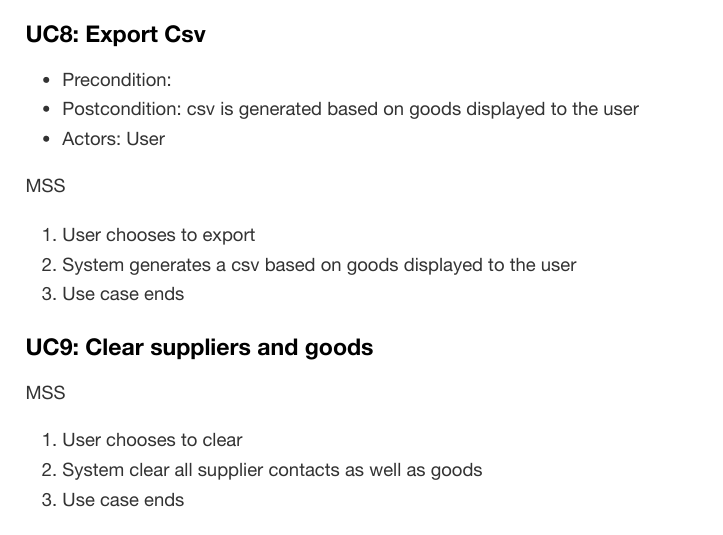 UC8: Export Csv
• Precondition:
• Postcondition: csv is generated based on goods displayed to the user
• Actors: User
MSS
1. User chooses to export
2. System generates a csv based on goods displayed to the user
3. Use case ends
UC9: Clear suppliers and goods
MSS
1. User chooses to clear
2. System clear all supplier contacts as well as goods
3. Use case ends